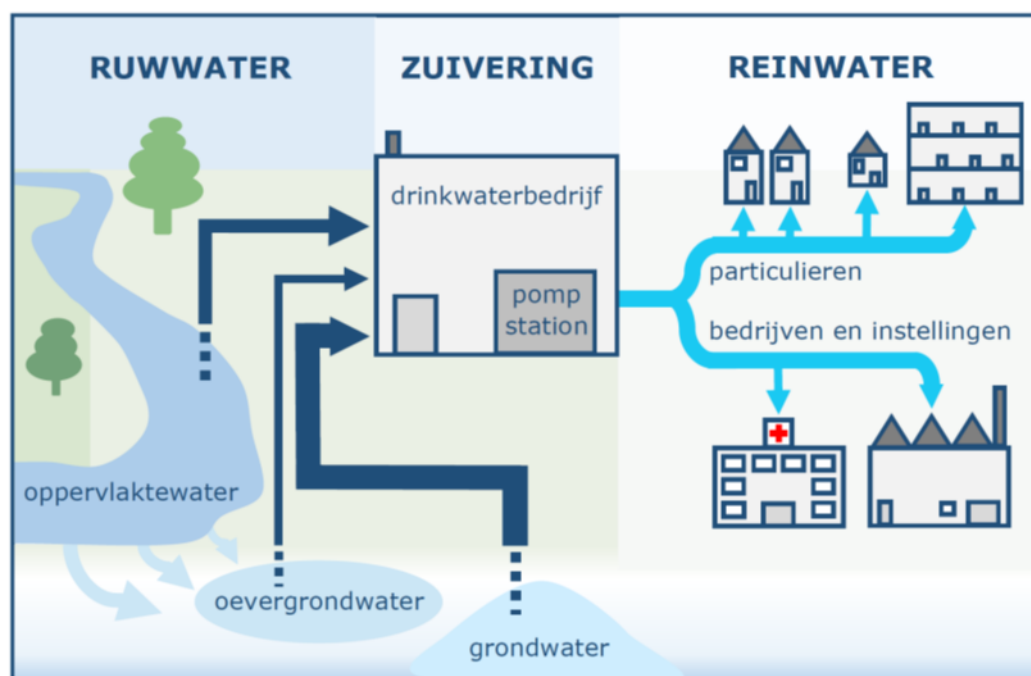 RUWWATER
ZUIVERING
REINWATER
drinkwaterbedrijf
pomp
station
particulieren
bedrijven en instellingen
oppervlaktewater
oevergrondwater
grondwater